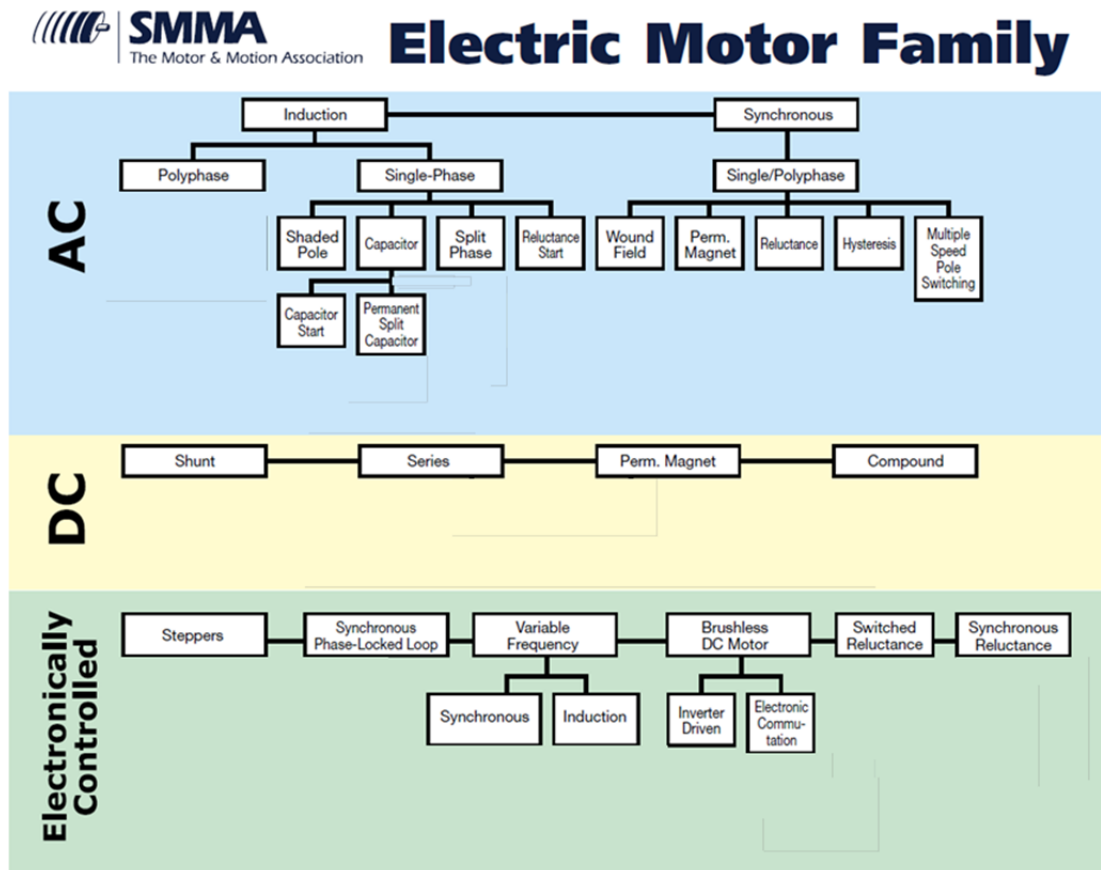 SMMA
The Motor & Motion Association
Electric Motor Family
AC
Induction
Synchronous
Polyphase
Single-Phase
Single/Polyphase
Shaded
Pole
Capacitor
Split
Phase
Reluctance
Start
Wound
Field
Perm.
Magnet
Reluctance
Hysteresis
Multiple
Speed
Pole
Switching
Capacitor
Start
Permanent
Split
Capacitor
DC
Shunt
Series
Perm. Magnet
Compound
Electronically
Controlled
Steppers
Synchronous
Phase-Locked Loop
Variable
Frequency
Brushless
DC Motor
Switched
Reluctance
Synchronous
Reluctance
Synchronous
Induction
Inverter
Driven
Electronic
Commu-
tation